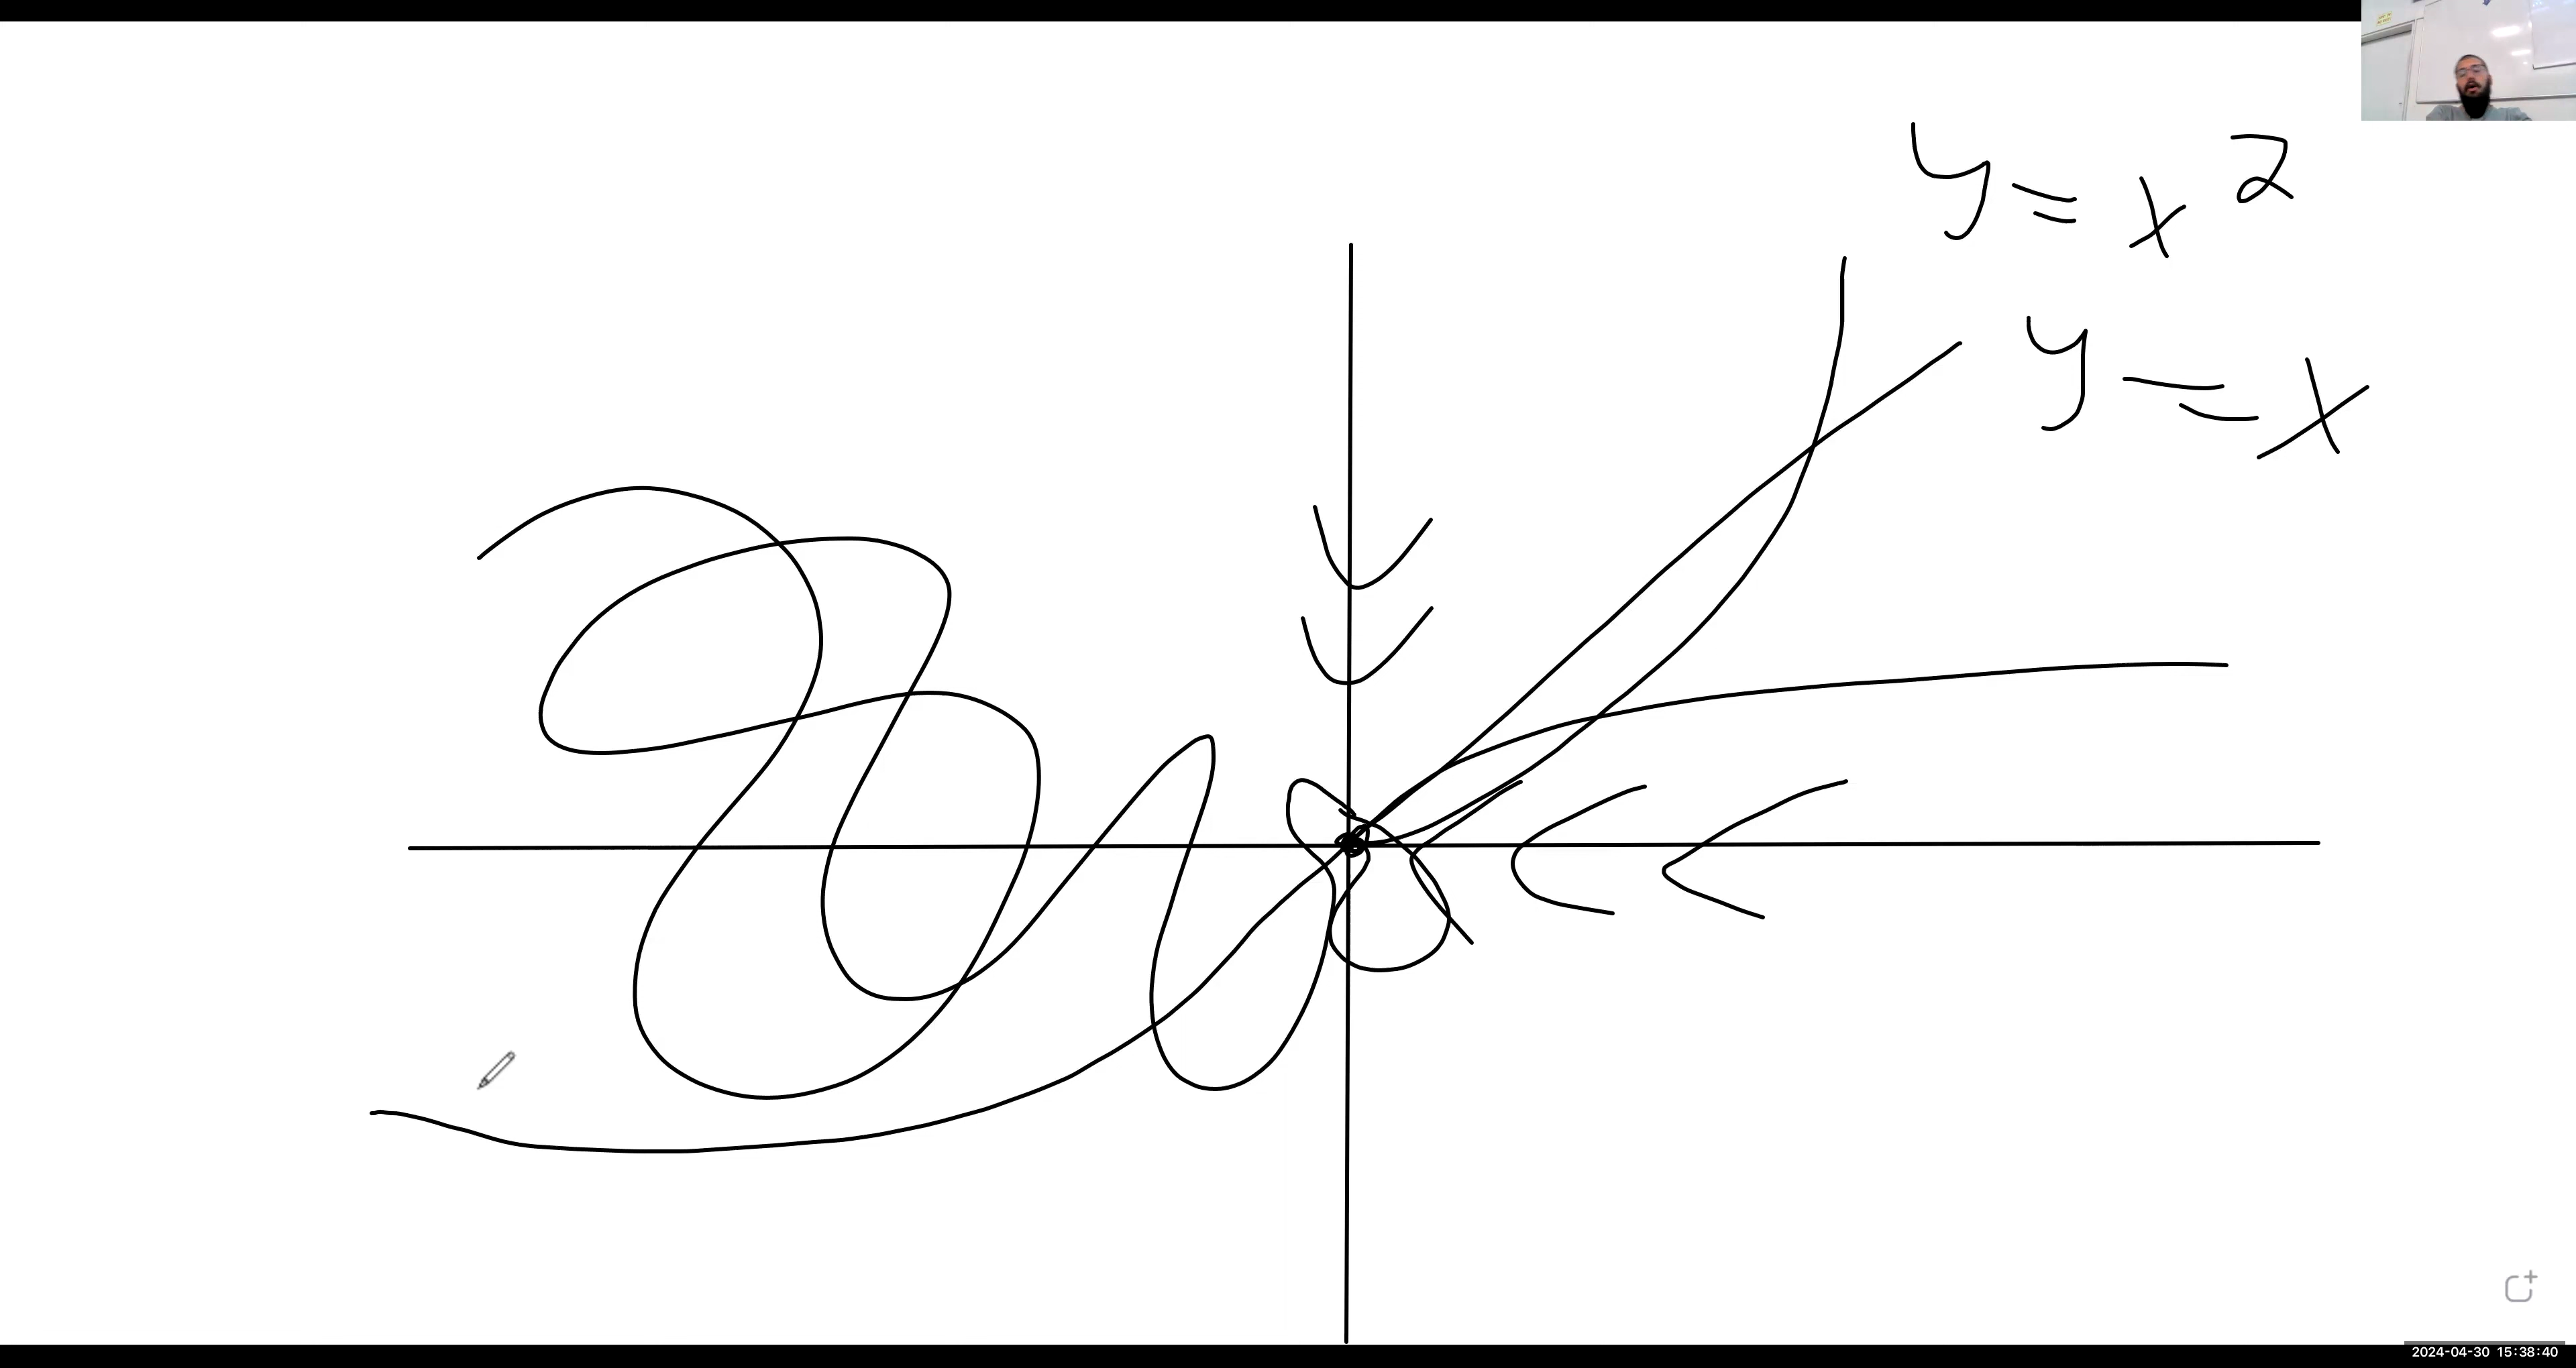 y = x²
y = x
2024-04-30 15:38:40